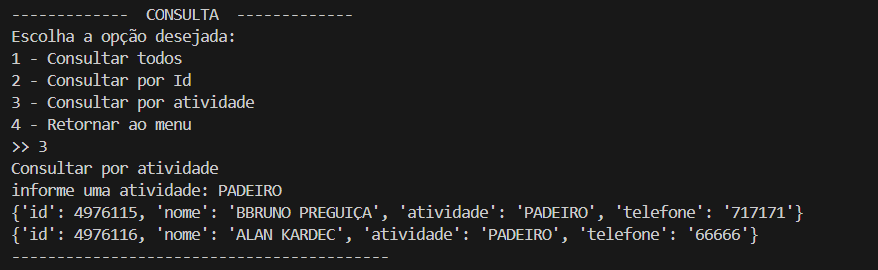 -------------  CONSULTA  -------------
Escolha a opção desejada:
1 - Consultar todos
2 - Consultar por Id
3 - Consultar por atividade
4 - Retornar ao menu
>> 3
Consultar por atividade
informe uma atividade: PADEIRO
{'id': 4976115, 'nome': 'BBRUNO PREGUIÇA', 'atividade': 'PADEIRO', 'telefone': '717171'}
{'id': 4976116, 'nome': 'ALAN KARDEC', 'atividade': 'PADEIRO', 'telefone': '66666'}
------------------------------------------